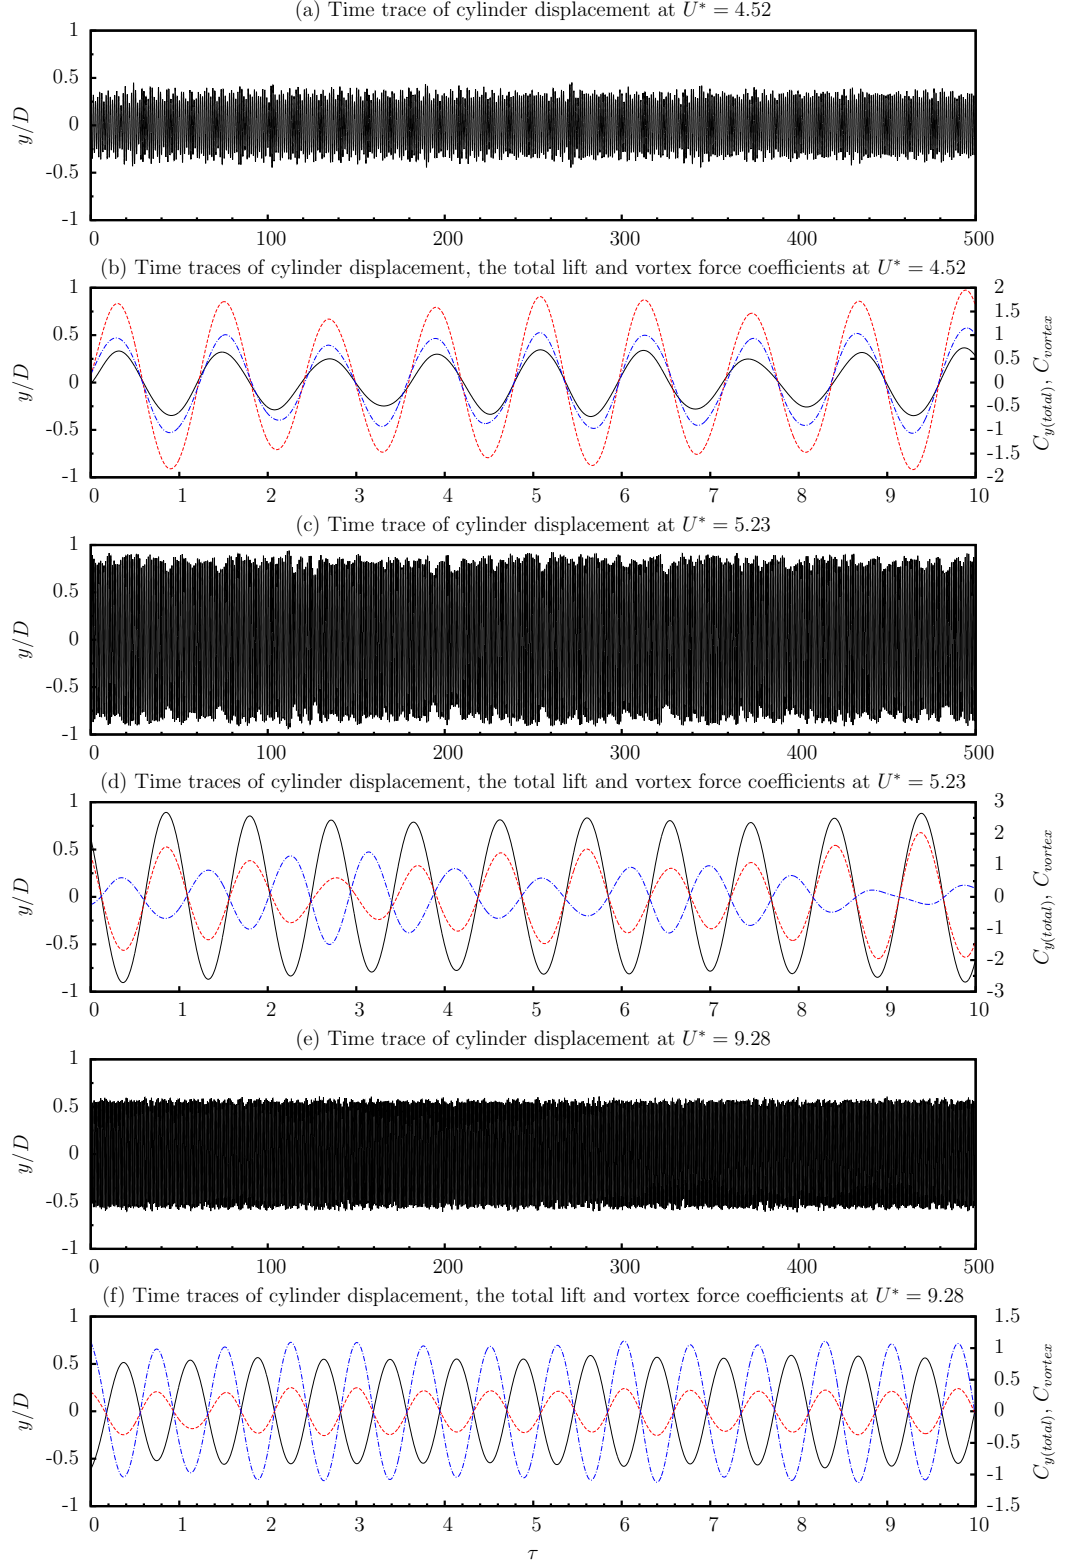 (a) Time trace of cylinder displacement at U* = 4.52
1
0.5
0
-0.5
-1
y/D
0 100 200 300 400 500
(b) Time traces of cylinder displacement, the total lift and vortex force coefficients at U* = 4.52
1
0.5
0
-0.5
-1
y/D
2
1.5
1
0.5
0
-0.5
-1
-1.5
-2
C_{y(total)}, C_{vortex}
0 1 2 3 4 5 6 7 8 9 10
(c) Time trace of cylinder displacement at U* = 5.23
1
0.5
0
-0.5
-1
y/D
0 100 200 300 400 500
(d) Time traces of cylinder displacement, the total lift and vortex force coefficients at U* = 5.23
1
0.5
0
-0.5
-1
y/D
3
2
1
0
-1
-2
-3
C_{y(total)}, C_{vortex}
0 1 2 3 4 5 6 7 8 9 10
(e) Time trace of cylinder displacement at U* = 9.28
1
0.5
0
-0.5
-1
y/D
0 100 200 300 400 500
(f) Time traces of cylinder displacement, the total lift and vortex force coefficients at U* = 9.28
1
0.5
0
-0.5
-1
y/D
1.5
1
0.5
0
-0.5
-1
-1.5
C_{y(total)}, C_{vortex}
0 1 2 3 4 5 6 7 8 9 10
τ